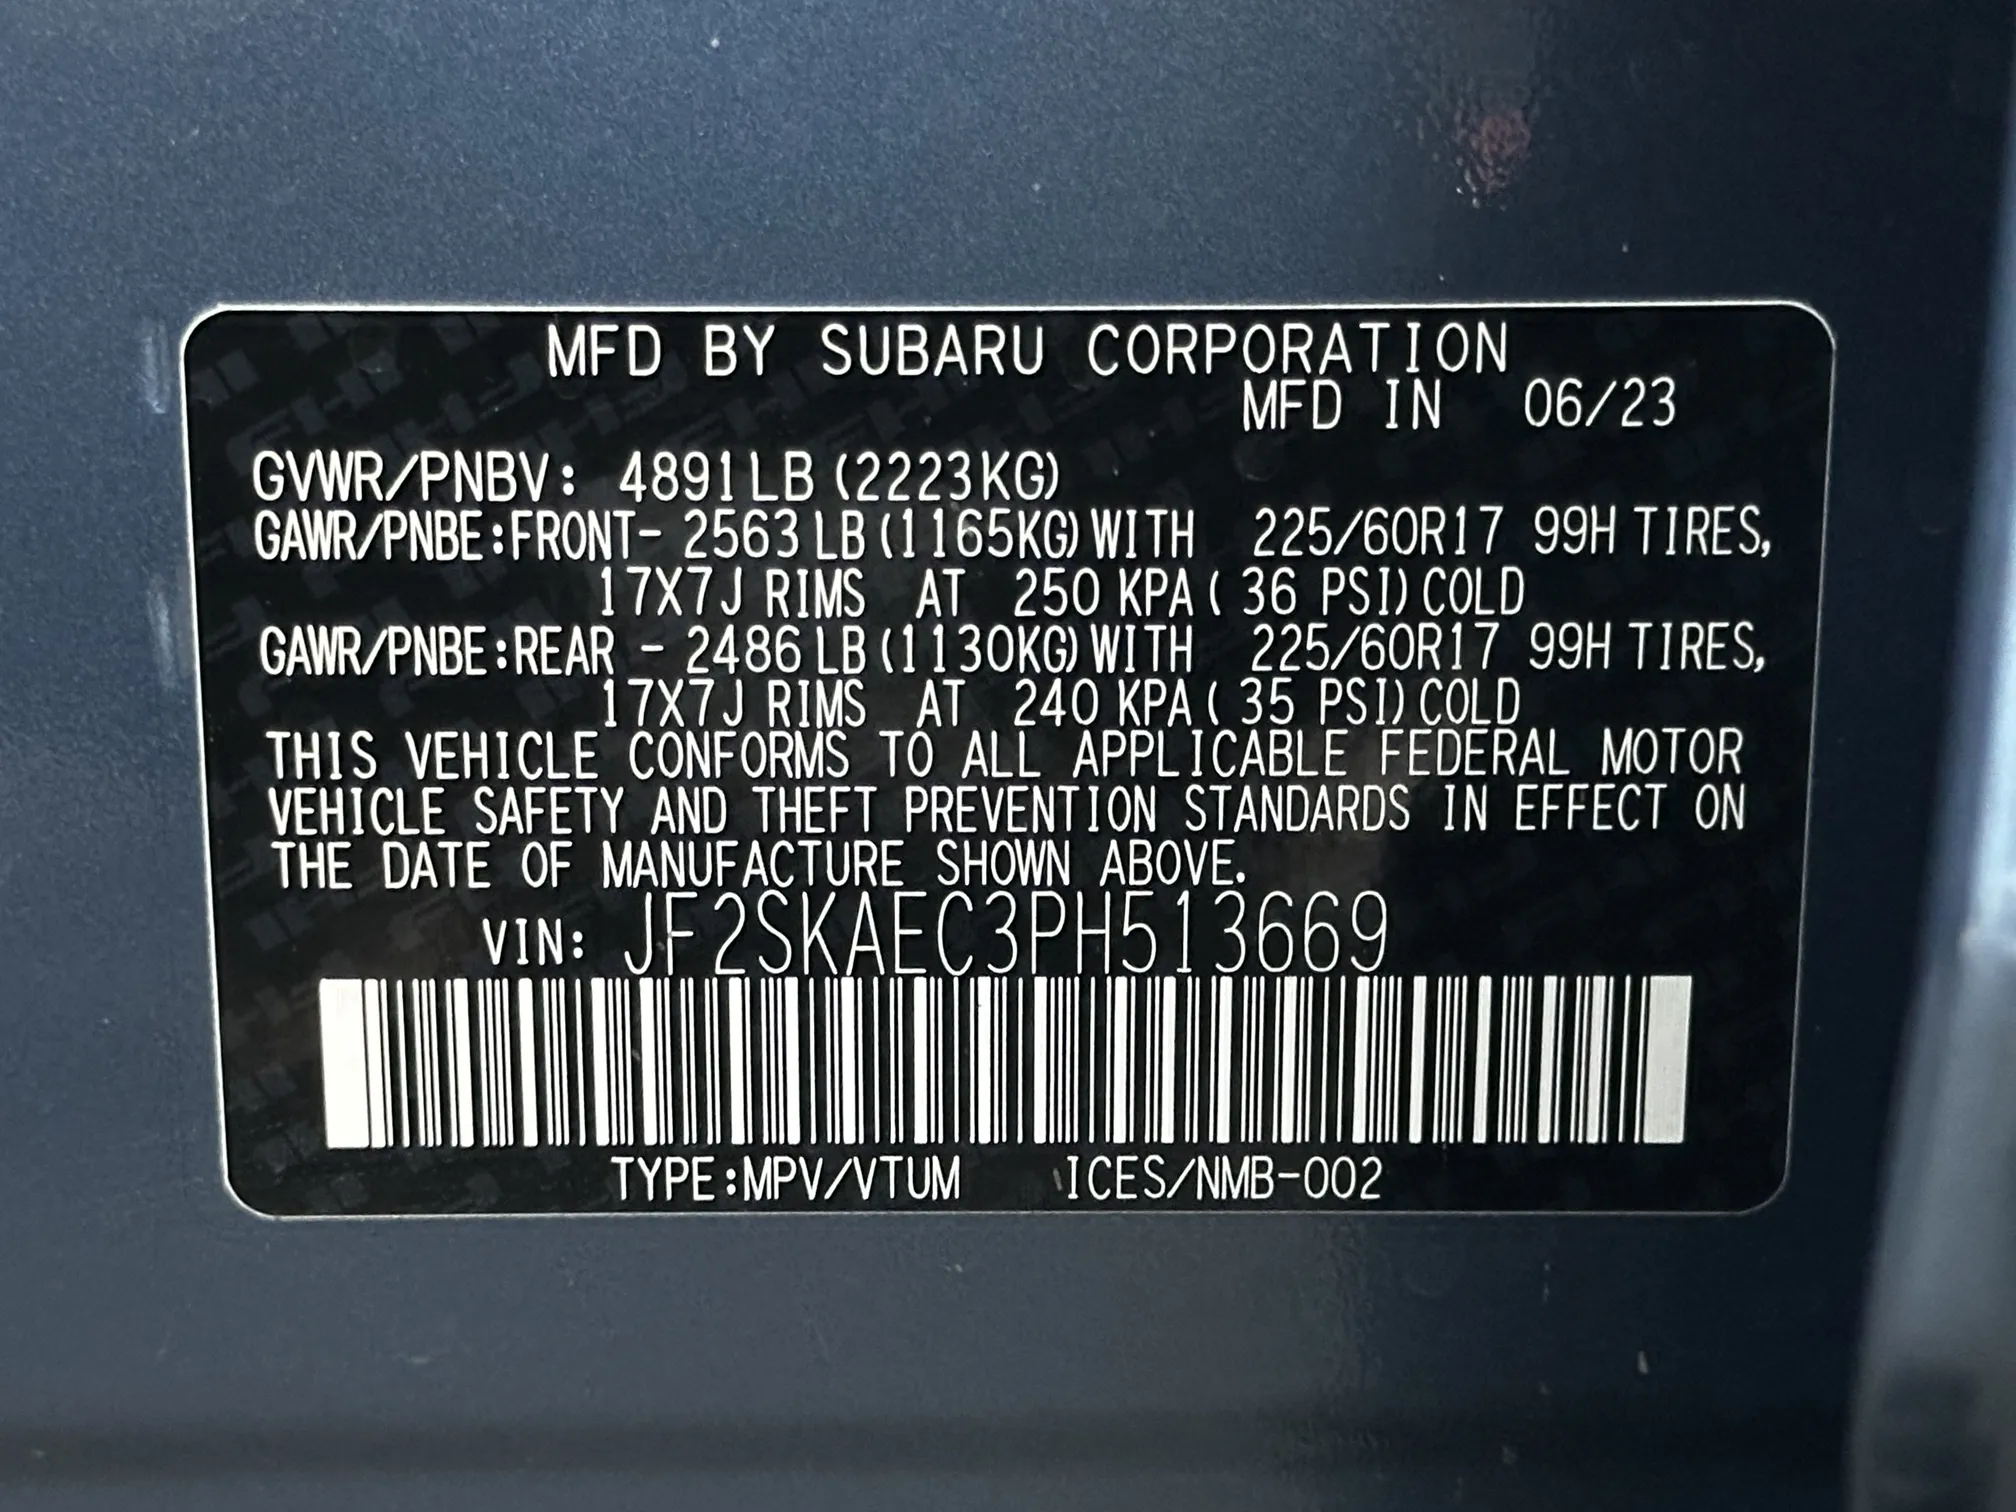 MFD BY SUBARU CORPORATION
MFD IN 06/23
GVWR/PNBV: 4891LB (2223KG)
GAWR/PNBE:FRONT- 2563 LB (1165KG) WITH 225/60R17 99H TIRES,
17X7J RIMS AT 250 KPA ( 36 PSI) COLD
GAWR/PNBE:REAR - 2486 LB (1130KG) WITH 225/60R17 99H TIRES,
17X7J RIMS AT 240 KPA ( 35 PSI) COLD
THIS VEHICLE CONFORMS TO ALL APPLICABLE FEDERAL MOTOR
VEHICLE SAFETY AND THEFT PREVENTION STANDARDS IN EFFECT ON
THE DATE OF MANUFACTURE SHOWN ABOVE.
VIN: JF2SKAEC3PH513669
TYPE:MPV/VTUM ICES/NMB-002